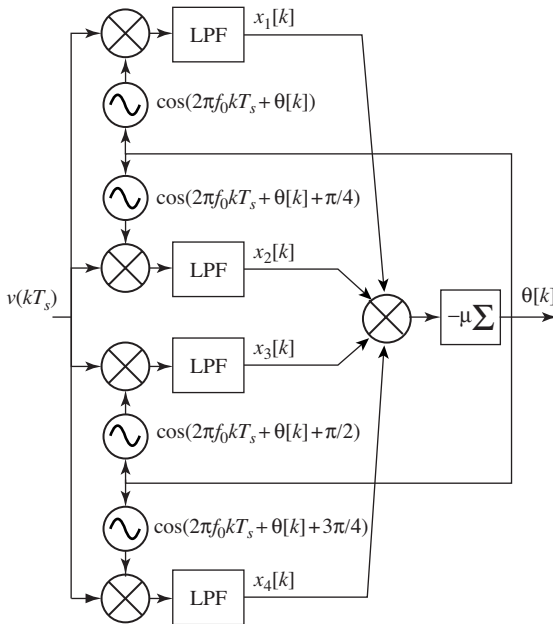 LPF
x₁[k]
cos(2πf₀kTₛ + θ[k])
cos(2πf₀kTₛ + θ[k] + π/4)
LPF
x₂[k]
v(kTₛ)
−μΣ
θ[k]
LPF
x₃[k]
cos(2πf₀kTₛ + θ[k] + π/2)
cos(2πf₀kTₛ + θ[k] + 3π/4)
LPF
x₄[k]